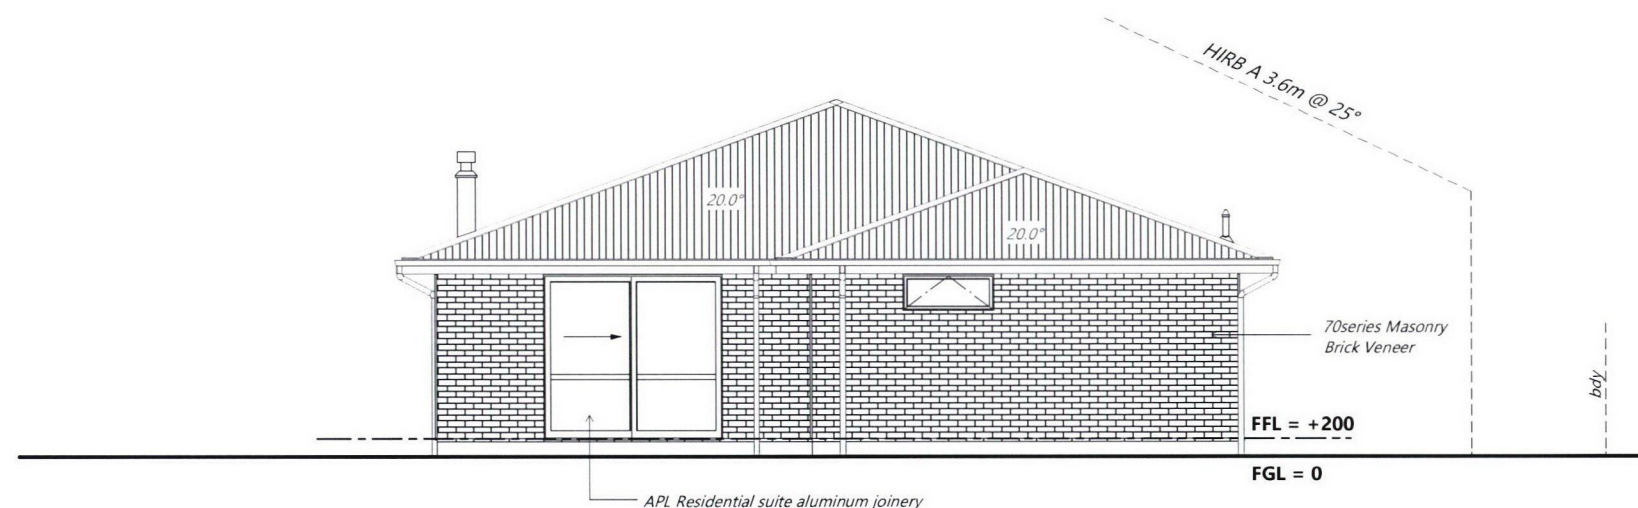 HIRB A 3.6m @ 25°
20.0°
20.0°
70series Masonry
Brick Veneer
bdy
FFL = +200
FGL = 0
APL Residential suite aluminum joinery